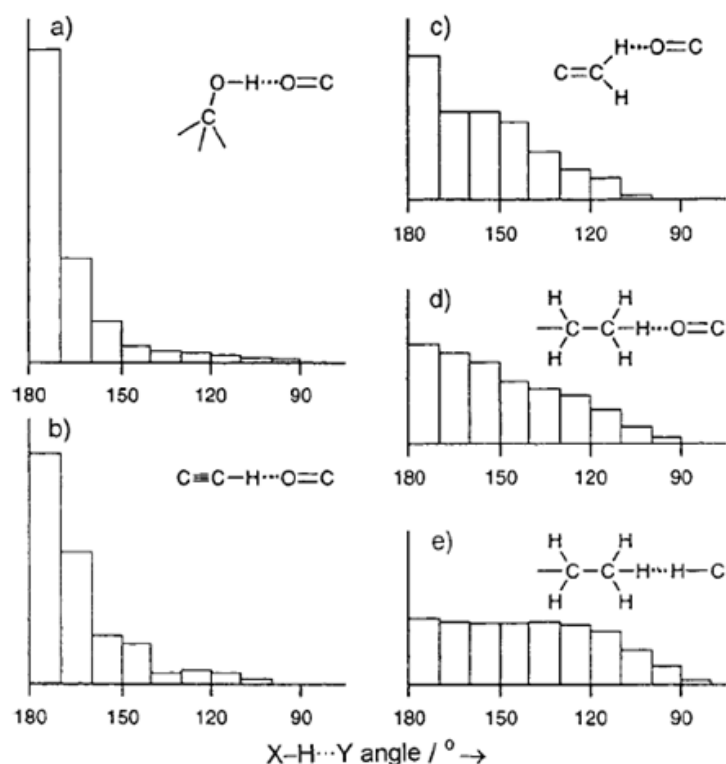 a)
O–H···O=C
C
180 150 120 90
b)
C≡C–H···O=C
180 150 120 90
c)
H···O=C
C=C
H
180 150 120 90
d)
H H
–C–C–H···O=C
H H
180 150 120 90
e)
H H
–C–C–H···H–C
H H
180 150 120 90
X–H···Y angle / ° →